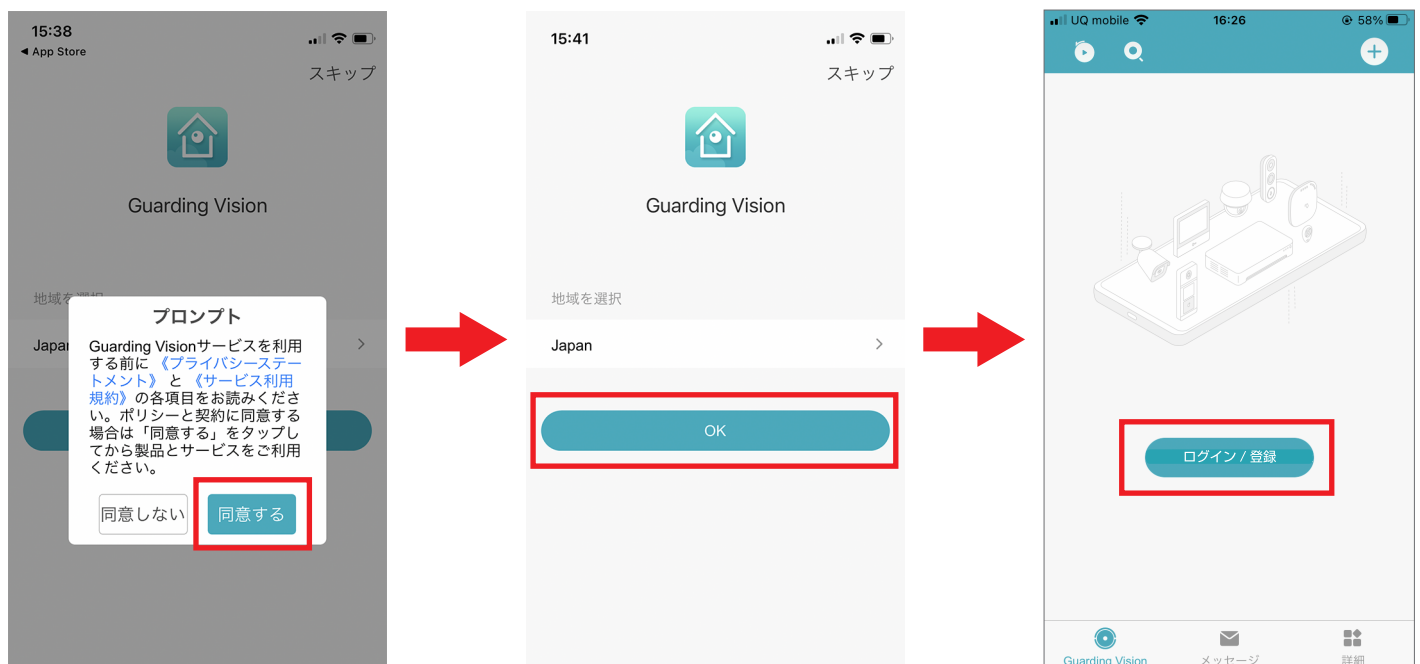 15:38
App Store
スキップ
Guarding Vision
地域を選択
Japan
プロンプト
Guarding Visionサービスを利用
する前に 《プライバシーステー
トメント》 と 《サービス利用
規約》の各項目をお読みくださ
い。ポリシーと契約に同意する
場合は「同意する」をタップし
てから製品とサービスをご利用
ください。
同意しない
同意する
15:41
スキップ
Guarding Vision
地域を選択
Japan
OK
UQ mobile
16:26
58%
ログイン / 登録
Guarding Vision
メッセージ
詳細